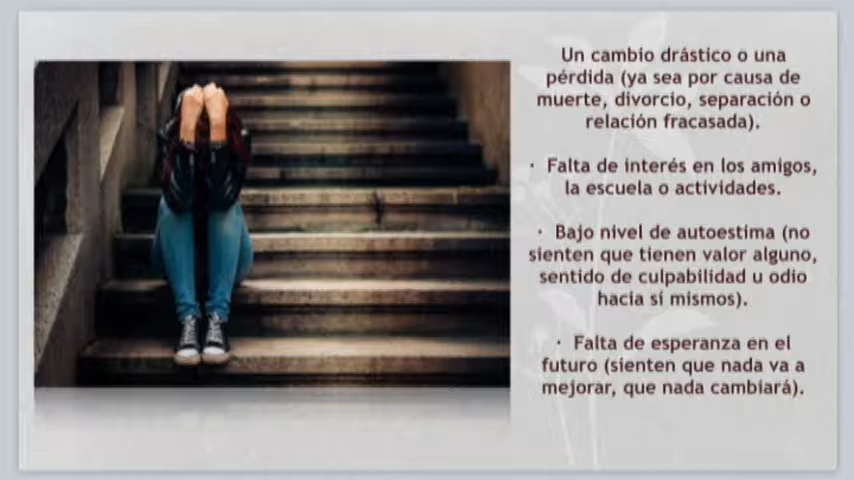 Un cambio drástico o una
pérdida (ya sea por causa de
muerte, divorcio, separación o
relación fracasada).
· Falta de interés en los amigos,
la escuela o actividades.
· Bajo nivel de autoestima (no
sienten que tienen valor alguno,
sentido de culpabilidad u odio
hacia sí mismos).
· Falta de esperanza en el
futuro (sienten que nada va a
mejorar, que nada cambiará).